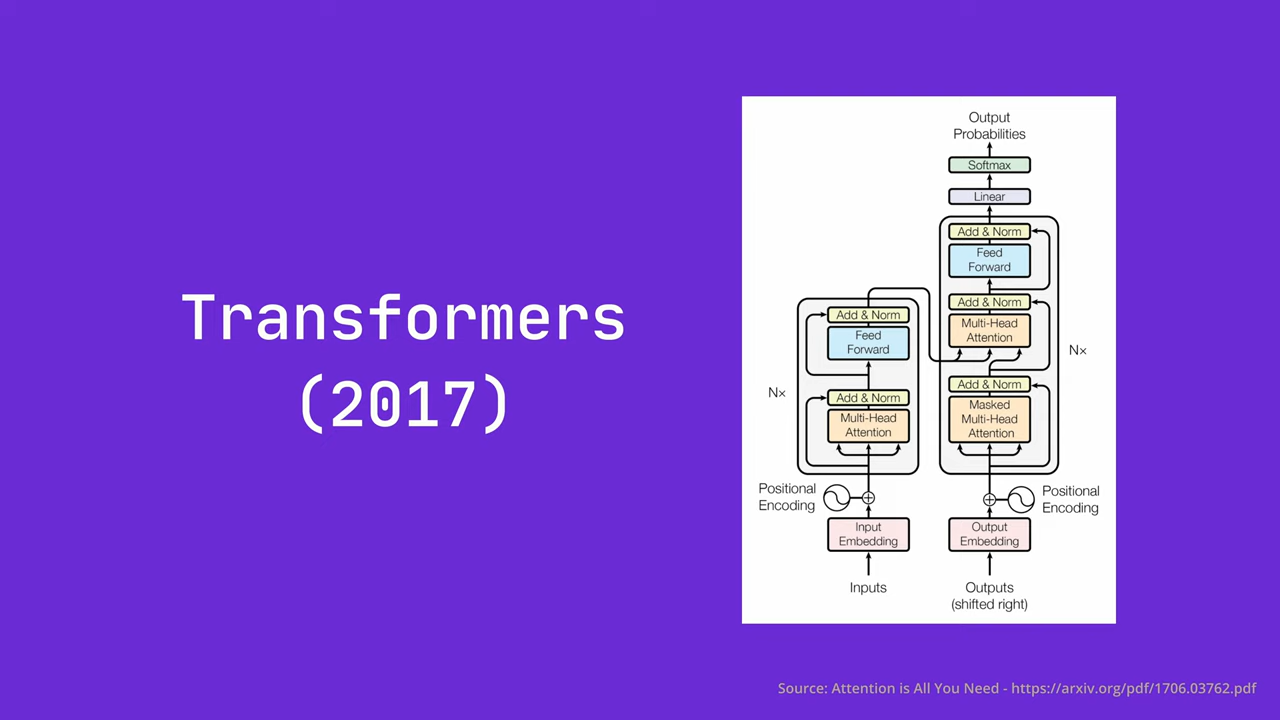 Transformers
(2017)
Output
Probabilities
Softmax
Linear
Add & Norm
Feed
Forward
Add & Norm
Multi-Head
Attention
Add & Norm
Masked
Multi-Head
Attention
Nx
Positional
Encoding
Output
Embedding
Outputs
(shifted right)
Add & Norm
Feed
Forward
Add & Norm
Multi-Head
Attention
Nx
Positional
Encoding
Input
Embedding
Inputs
Source: Attention is All You Need - https://arxiv.org/pdf/1706.03762.pdf